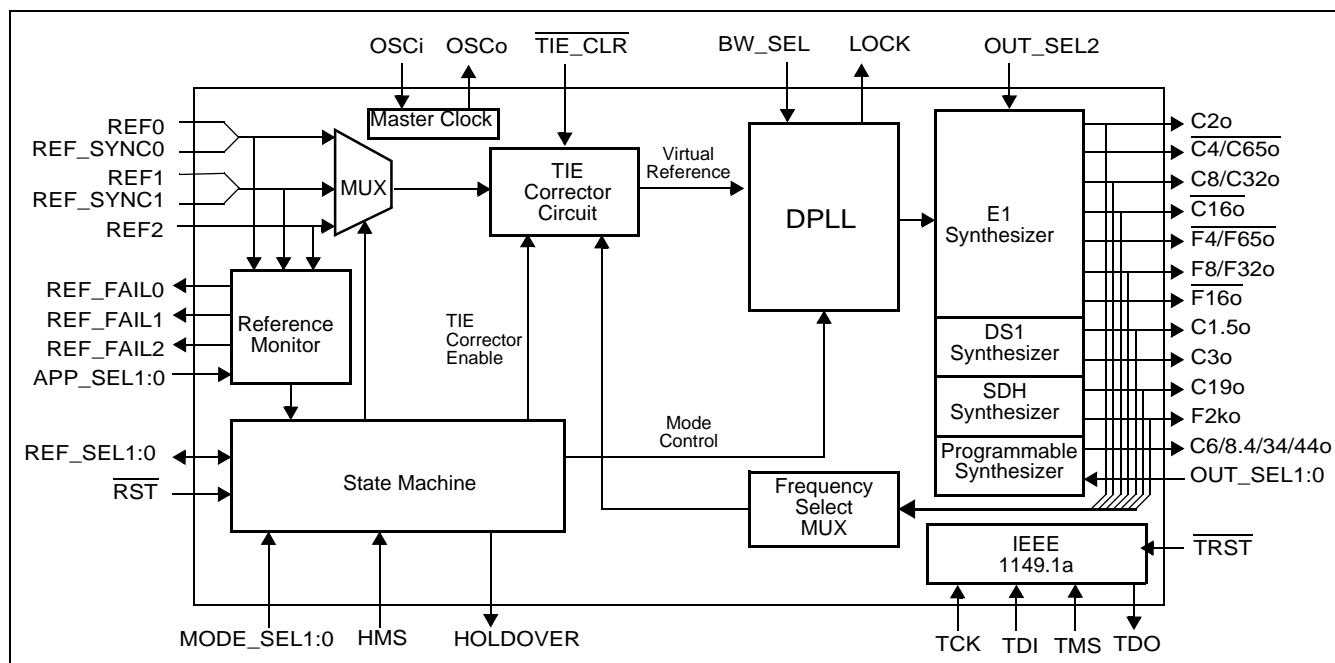 OSCi
OSCo
TIE_CLR
BW_SEL
LOCK
OUT_SEL2
Master Clock
REF0
REF_SYNC0
REF1
REF_SYNC1
REF2
MUX
TIE
Corrector
Circuit
Virtual
Reference
DPLL
E1
Synthesizer
C2o
C4/C65o
C8/C32o
C16o
F4/F65o
F8/F32o
F16o
REF_FAIL0
REF_FAIL1
REF_FAIL2
APP_SEL1:0
Reference
Monitor
TIE
Corrector
Enable
DS1
Synthesizer
C1.5o
C3o
SDH
Synthesizer
C19o
F2ko
Programmable
Synthesizer
C6/8.4/34/44o
OUT_SEL1:0
REF_SEL1:0
RST
State Machine
Mode
Control
Frequency
Select
MUX
IEEE
1149.1a
TRST
MODE_SEL1:0
HMS
HOLDOVER
TCK
TDI
TMS
TDO